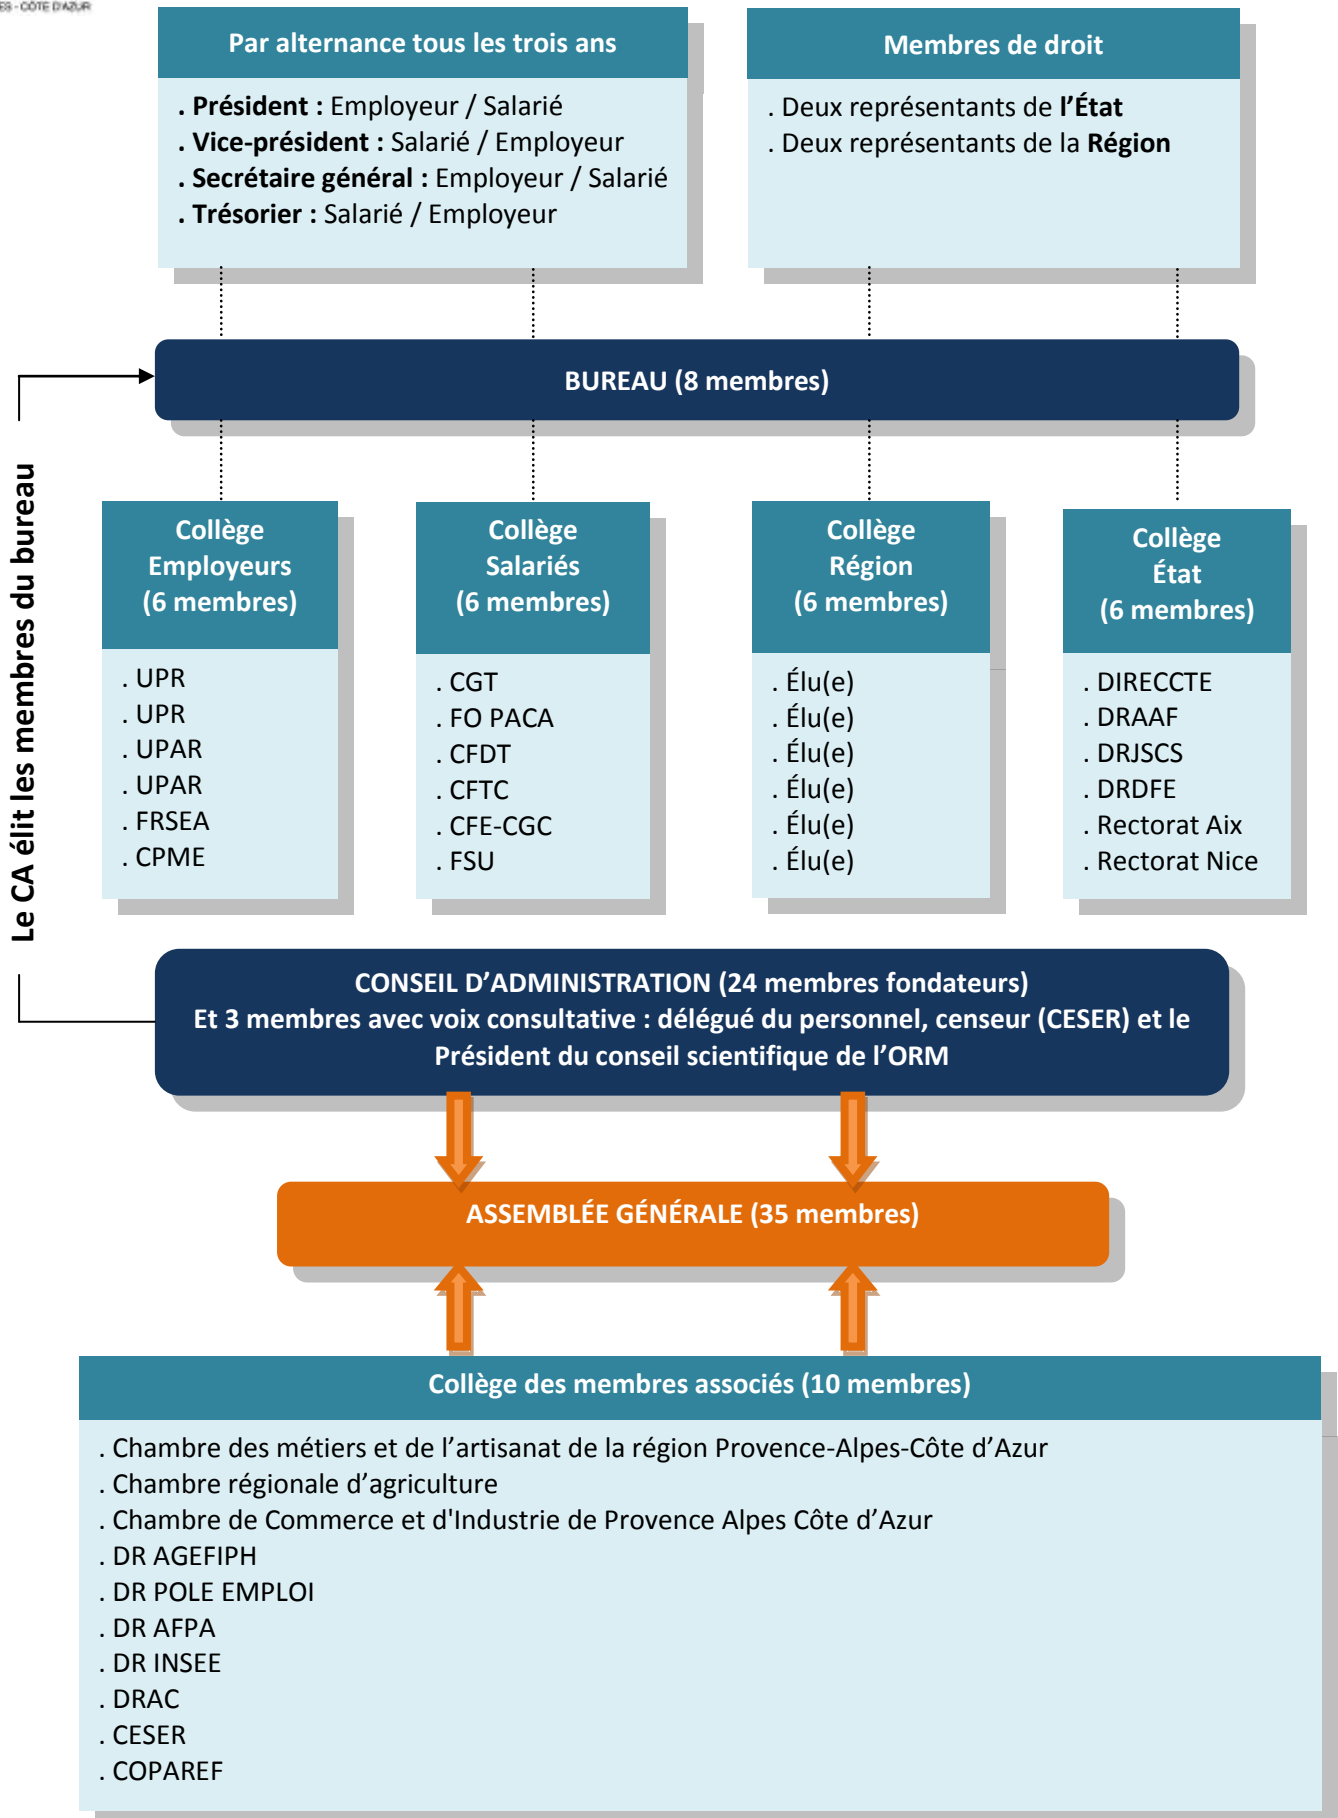 CÔTE D'AZUR
Par alternance tous les trois ans
. Président : Employeur / Salarié
. Vice-président : Salarié / Employeur
. Secrétaire général : Employeur / Salarié
. Trésorier : Salarié / Employeur
Membres de droit
. Deux représentants de l’État
. Deux représentants de la Région
BUREAU (8 membres)
Le CA élit les membres du bureau
Collège
Employeurs
(6 membres)
. UPR
. UPR
. UPAR
. UPAR
. FRSEA
. CPME
Collège
Salariés
(6 membres)
. CGT
. FO PACA
. CFDT
. CFTC
. CFE-CGC
. FSU
Collège
Région
(6 membres)
. Élu(e)
. Élu(e)
. Élu(e)
. Élu(e)
. Élu(e)
. Élu(e)
Collège
État
(6 membres)
. DIRECCTE
. DRAAF
. DRJSCS
. DRDFE
. Rectorat Aix
. Rectorat Nice
CONSEIL D’ADMINISTRATION (24 membres fondateurs)
Et 3 membres avec voix consultative : délégué du personnel, censeur (CESER) et le
Président du conseil scientifique de l’ORM
ASSEMBLÉE GÉNÉRALE (35 membres)
Collège des membres associés (10 membres)
. Chambre des métiers et de l’artisanat de la région Provence-Alpes-Côte d’Azur
. Chambre régionale d’agriculture
. Chambre de Commerce et d'Industrie de Provence Alpes Côte d’Azur
. DR AGEFIPH
. DR POLE EMPLOI
. DR AFPA
. DR INSEE
. DRAC
. CESER
. COPAREF